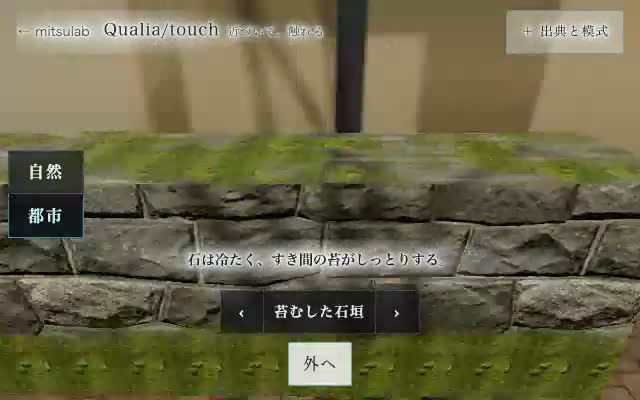 ← mitsulab Qualia/touch 近づいて、触れる
＋ 出典と模式
自然
都市
石は冷たく、すき間の苔がしっとりする。
‹ 苔むした石垣 ›
外へ